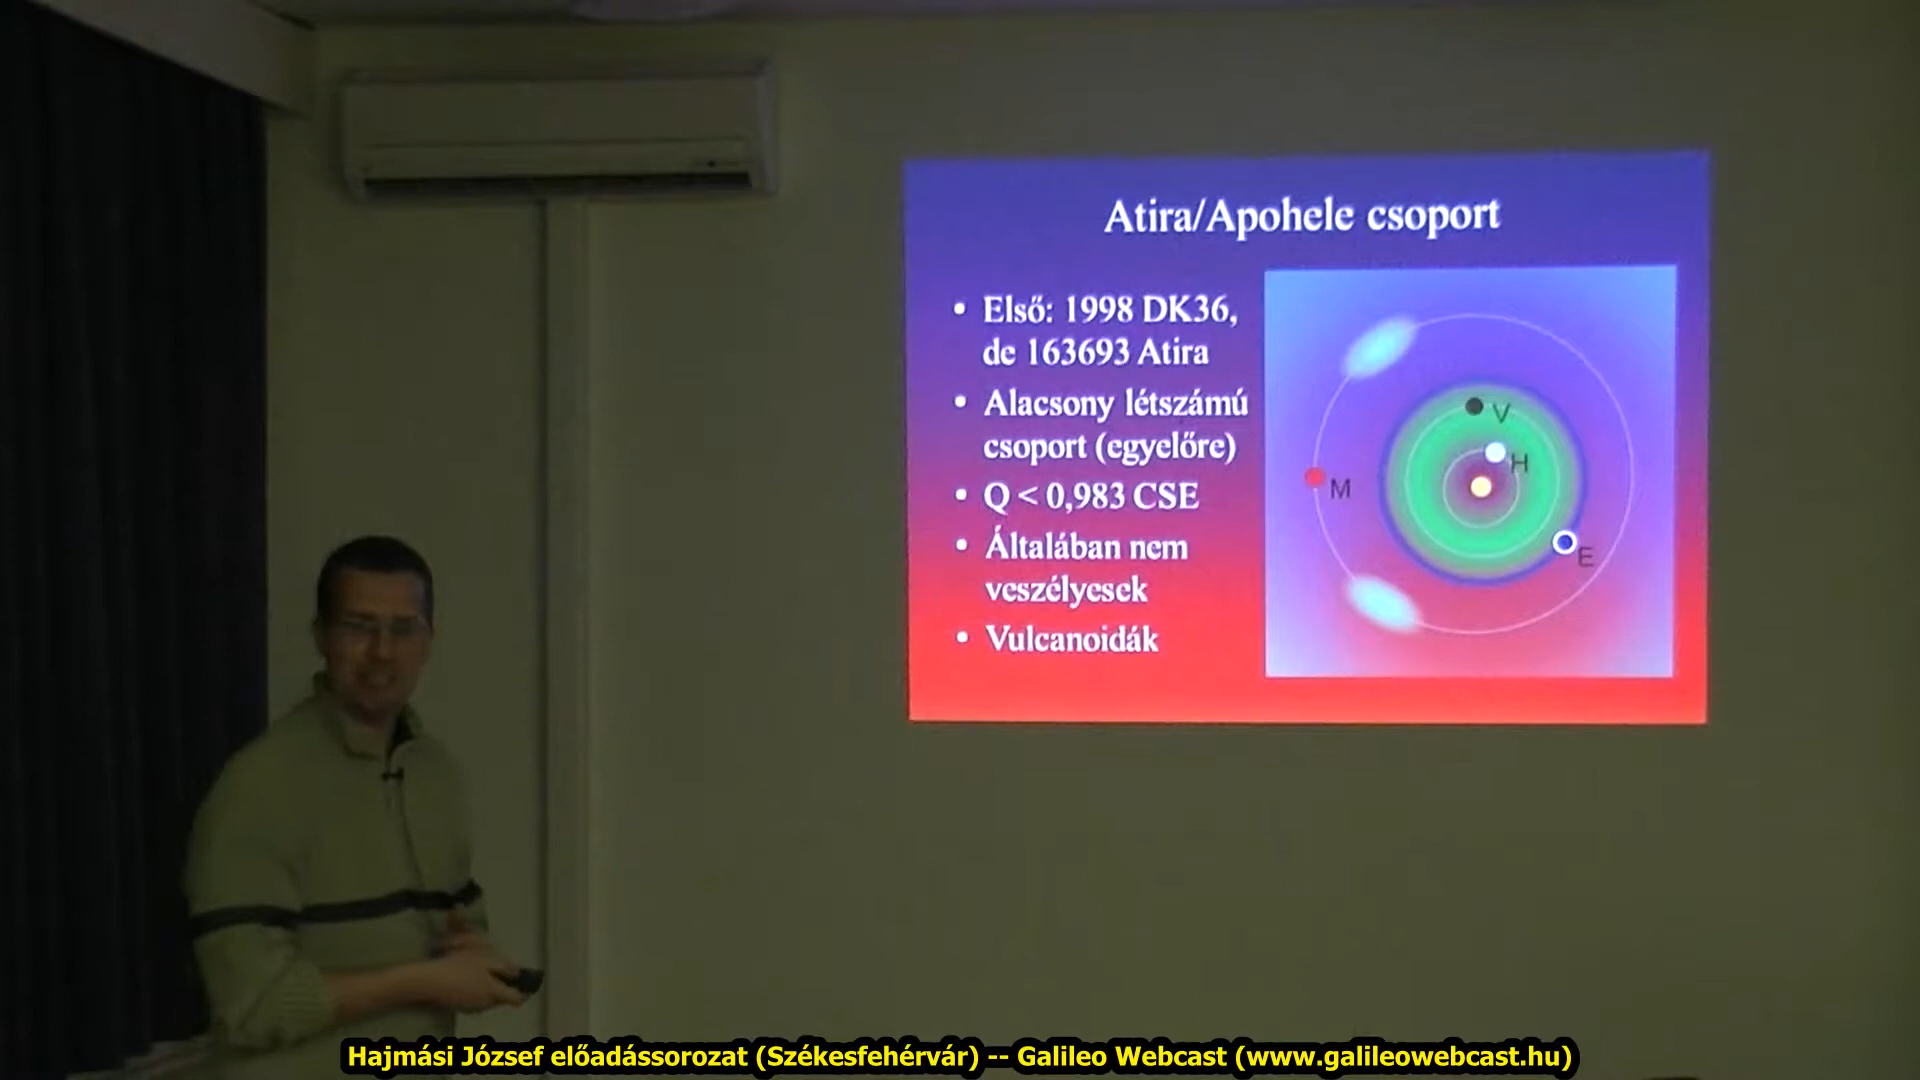 Atira/Apohele csoport
• Első: 1998 DK36,
de 163693 Atira
• Alacsony létszámú
csoport (egyelőre)
• Q < 0,983 CSE
• Általában nem
veszélyesek
• Vulcanoidák
V
H
M
E
Hajmási József előadássorozat (Székesfehérvár) -- Galileo Webcast (www.galileowebcast.hu)